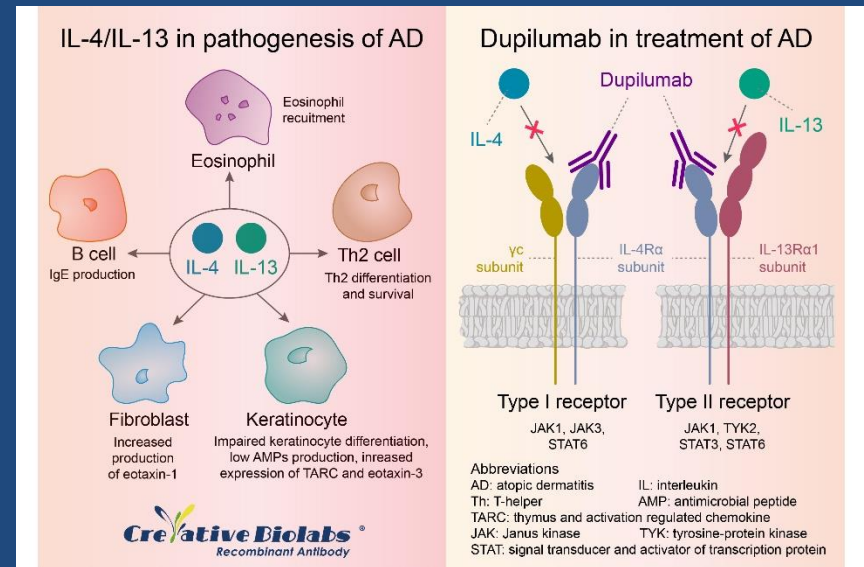 IL-4/IL-13 in pathogenesis of AD
Eosinophil
recuitment
Eosinophil
B cell
IgE production
IL-4
IL-13
Th2 cell
Th2 differentiation
and survival
Fibroblast
Increased
production
of eotaxin-1
Keratinocyte
Impaired keratinocyte differentiation,
low AMPs production, inreased
expression of TARC and eotaxin-3
Creative Biolabs ®
Recombinant Antibody
Dupilumab in treatment of AD
Dupilumab
IL-4
IL-13
γc
subunit
IL-4Rα
subunit
IL-13Rα1
subunit
Type I receptor
JAK1, JAK3,
STAT6
Type II receptor
JAK1, TYK2,
STAT3, STAT6
Abbreviations
AD: atopic dermatitis
IL: interleukin
Th: T-helper
AMP: antimicrobial peptide
TARC: thymus and activation regulated chemokine
JAK: Janus kinase
TYK: tyrosine-protein kinase
STAT: signal transducer and activator of transcription protein